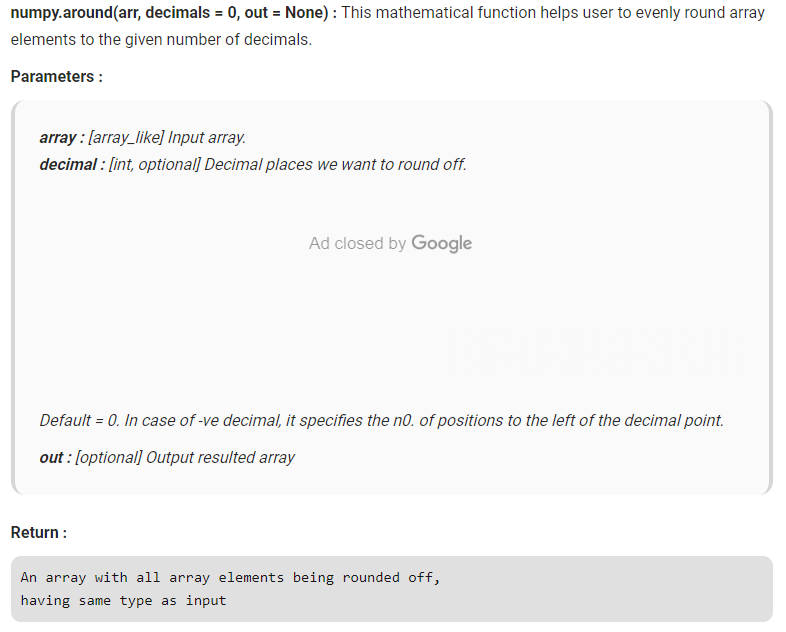 numpy.around(arr, decimals = 0, out = None) : This mathematical function helps user to evenly round array
elements to the given number of decimals.
Parameters :
array : [array_like] Input array.
decimal : [int, optional] Decimal places we want to round off.
Ad closed by Google
Default = 0. In case of -ve decimal, it specifies the n0. of positions to the left of the decimal point.
out : [optional] Output resulted array
Return :
An array with all array elements being rounded off,
having same type as input